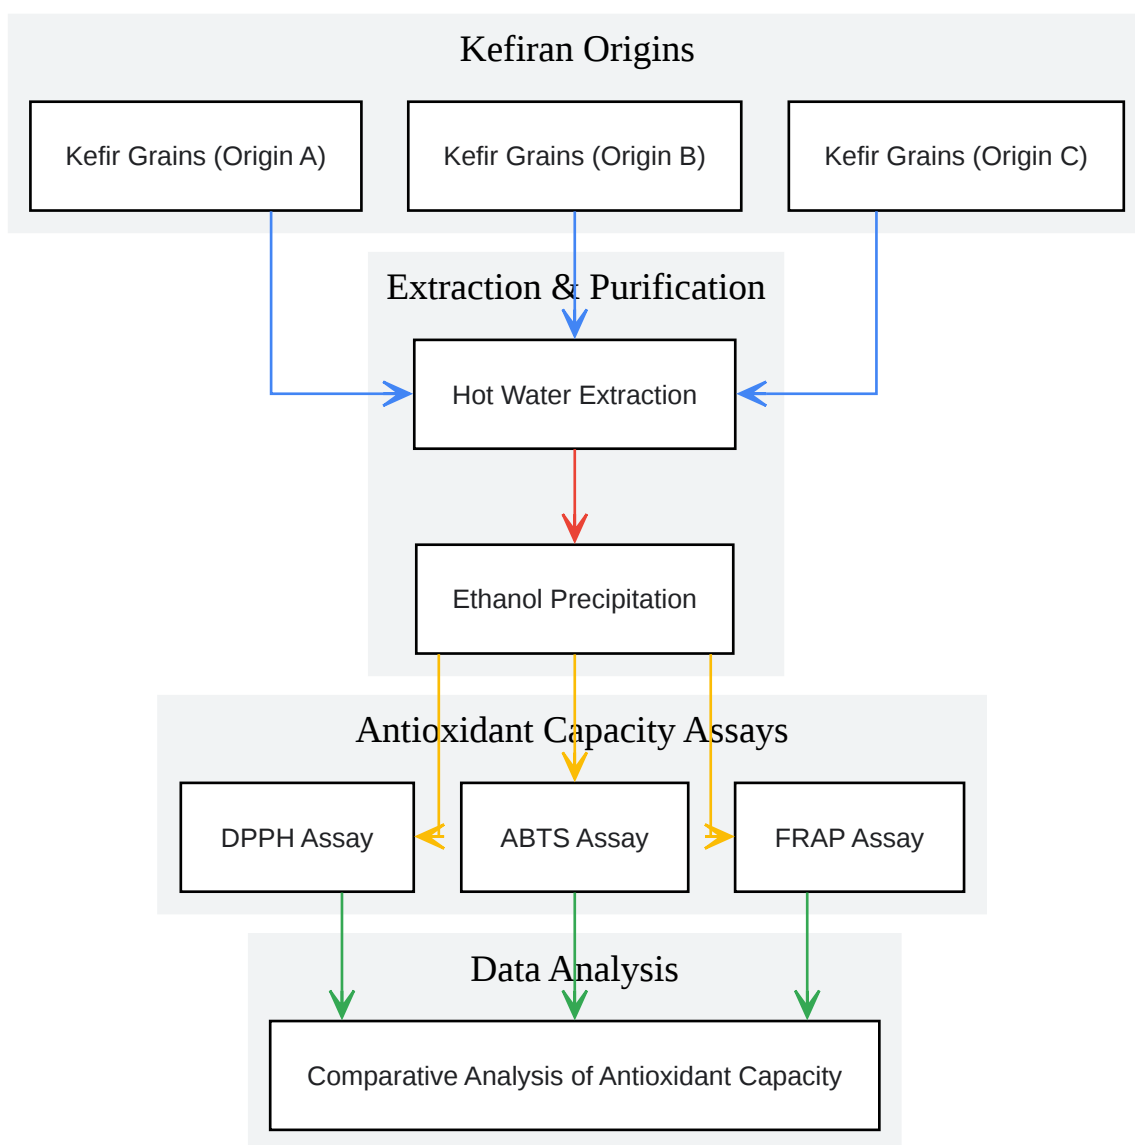 Kefiran Origins
Kefir Grains (Origin A)
Kefir Grains (Origin B)
Kefir Grains (Origin C)
Extraction & Purification
Hot Water Extraction
Ethanol Precipitation
Antioxidant Capacity Assays
DPPH Assay
ABTS Assay
FRAP Assay
Data Analysis
Comparative Analysis of Antioxidant Capacity